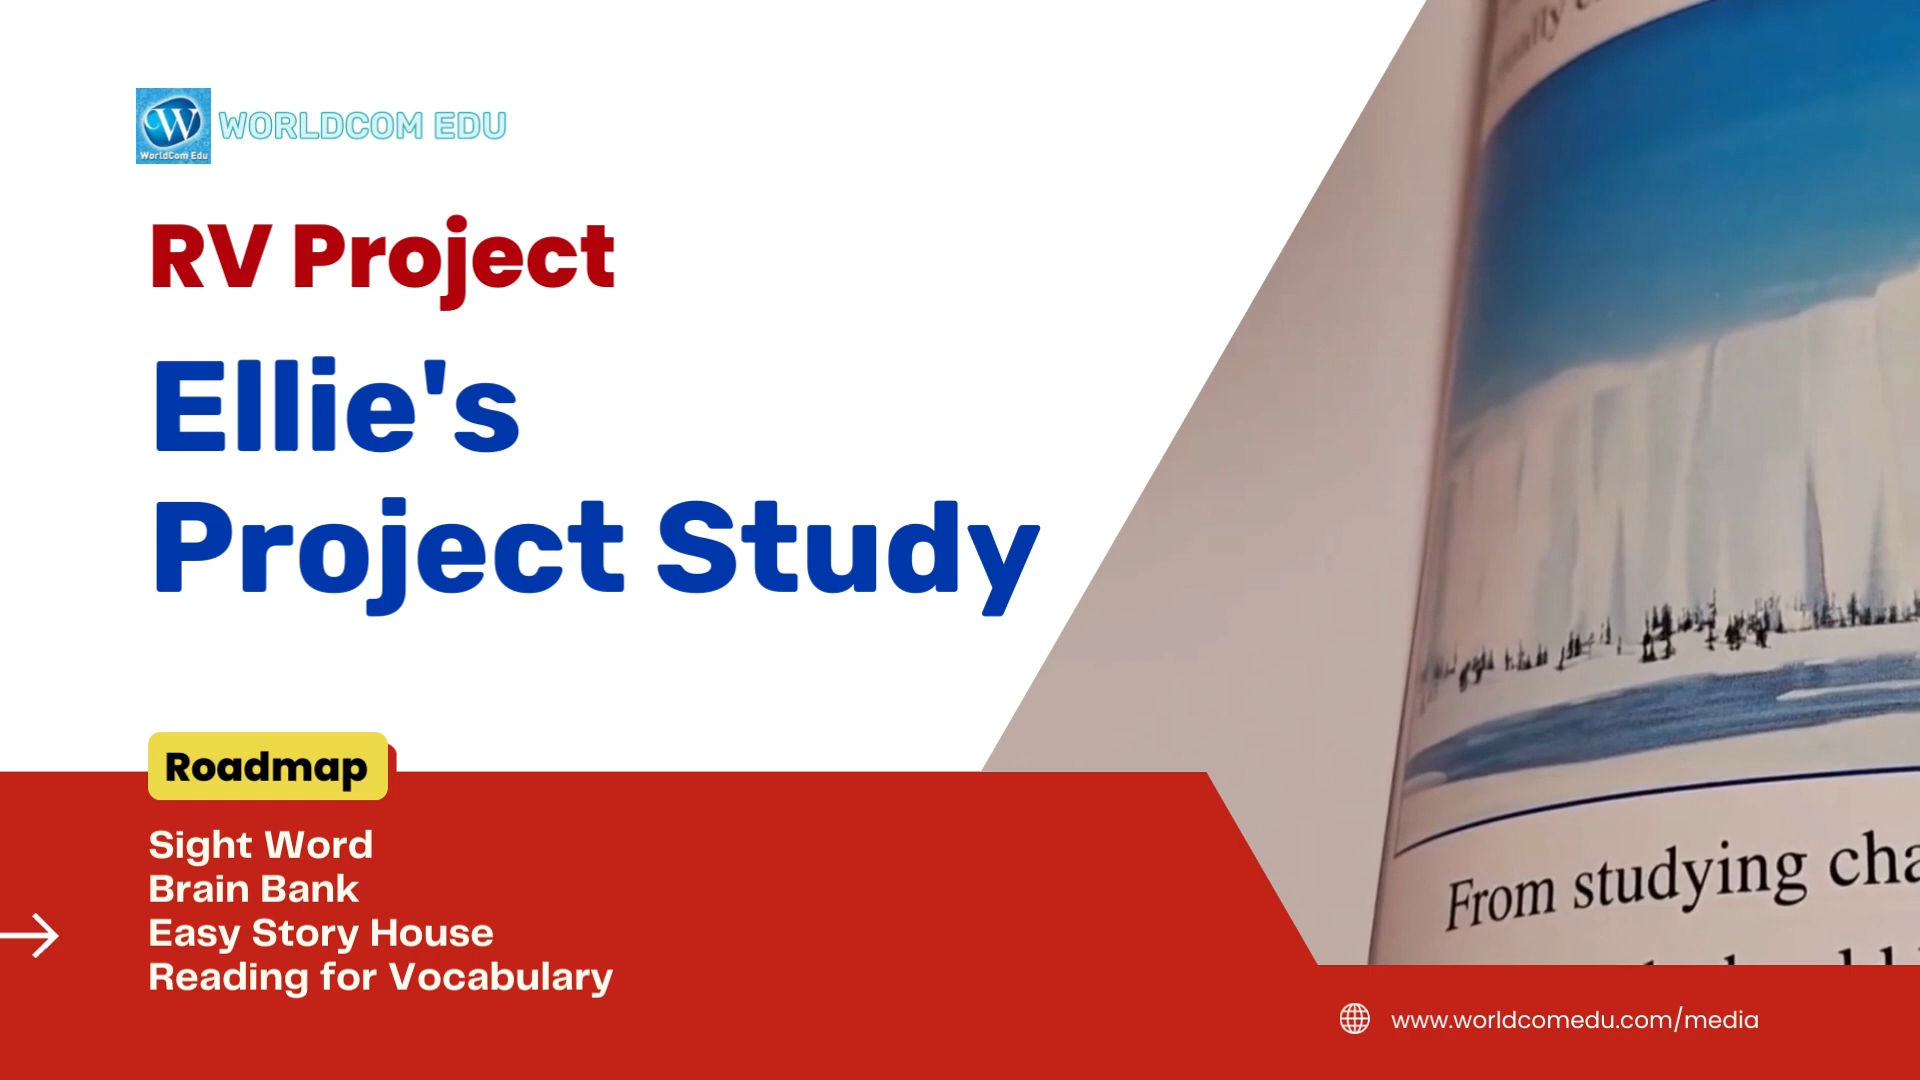 WorldCom Edu
WORLDCOM EDU
RV Project
Ellie's
Project Study
Roadmap
Sight Word
Brain Bank
Easy Story House
Reading for Vocabulary
From studying
www.worldcomedu.com/media